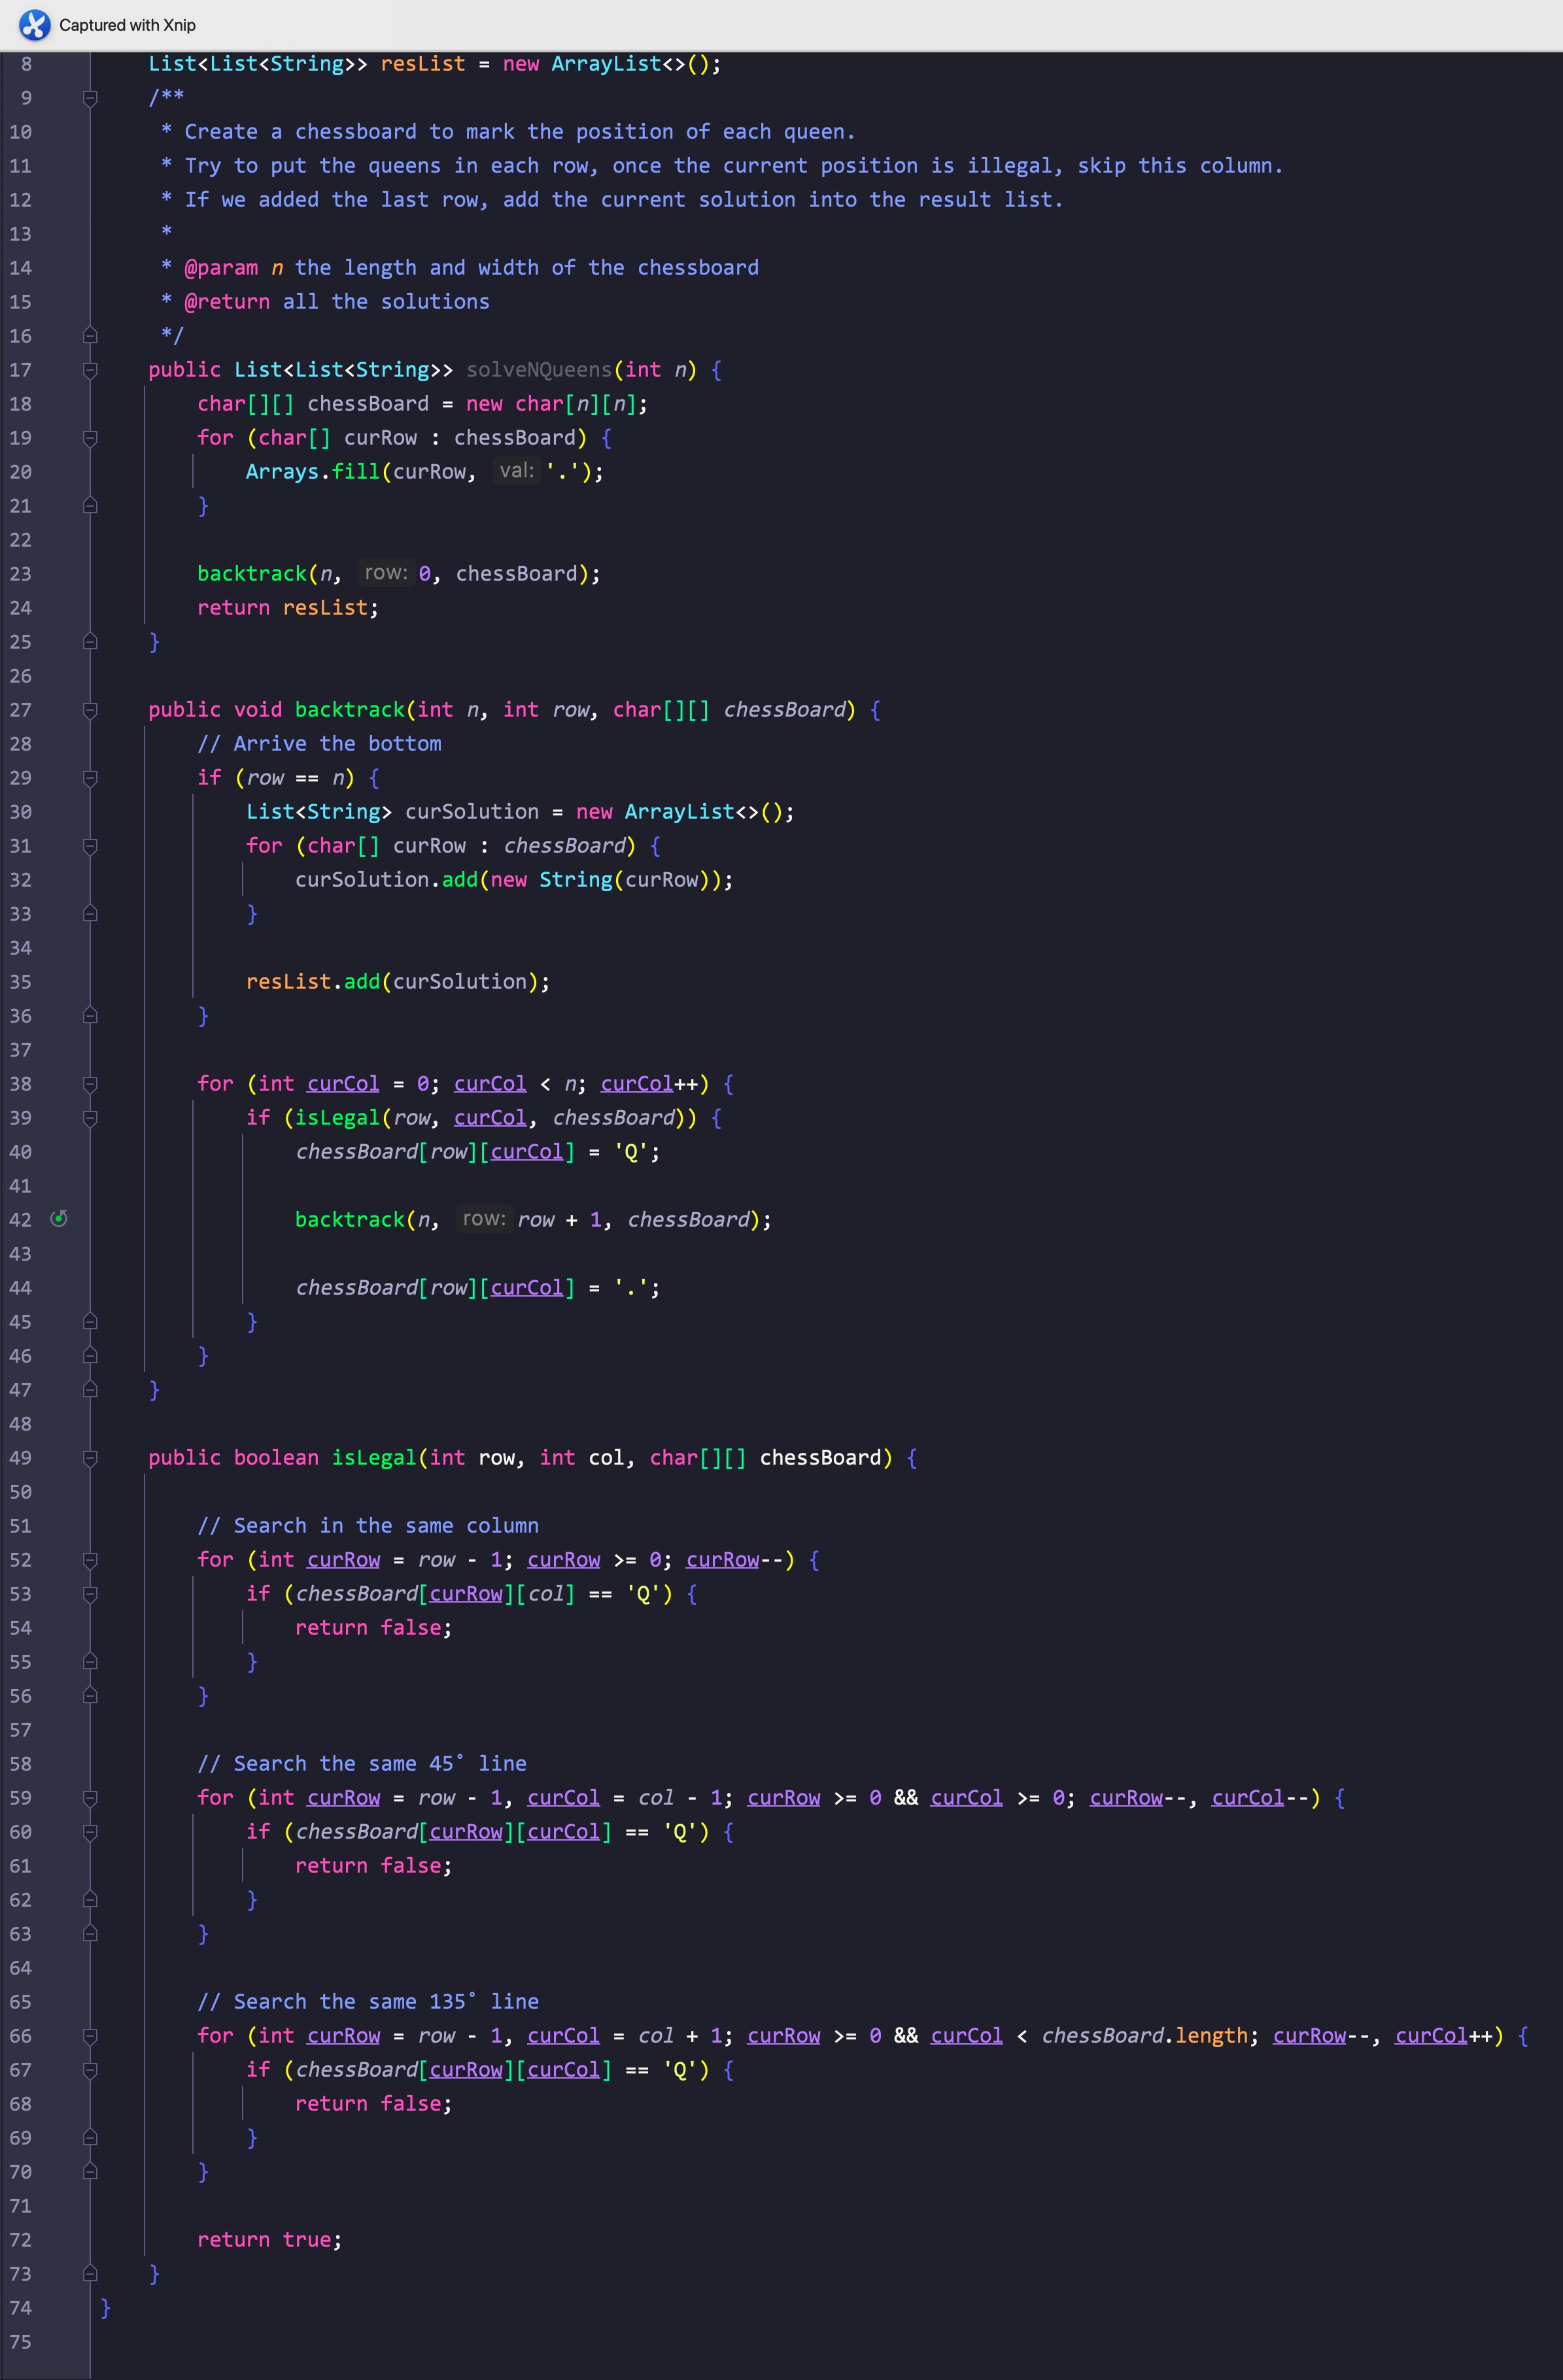 Captured with Xnip
8 List<List<String>> resList = new ArrayList<>();
9 /**
10 * Create a chessboard to mark the position of each queen.
11 * Try to put the queens in each row, once the current position is illegal, skip this column.
12 * If we added the last row, add the current solution into the result list.
13 *
14 * @param n the length and width of the chessboard
15 * @return all the solutions
16 */
17 public List<List<String>> solveNQueens(int n) {
18 char[][] chessBoard = new char[n][n];
19 for (char[] curRow : chessBoard) {
20 Arrays.fill(curRow, val: '.');
21 }
22
23 backtrack(n, row: 0, chessBoard);
24 return resList;
25 }
26
27 public void backtrack(int n, int row, char[][] chessBoard) {
28 // Arrive the bottom
29 if (row == n) {
30 List<String> curSolution = new ArrayList<>();
31 for (char[] curRow : chessBoard) {
32 curSolution.add(new String(curRow));
33 }
34
35 resList.add(curSolution);
36 }
37
38 for (int curCol = 0; curCol < n; curCol++) {
39 if (isLegal(row, curCol, chessBoard)) {
40 chessBoard[row][curCol] = 'Q';
41
42 backtrack(n, row: row + 1, chessBoard);
43
44 chessBoard[row][curCol] = '.';
45 }
46 }
47 }
48
49 public boolean isLegal(int row, int col, char[][] chessBoard) {
50
51 // Search in the same column
52 for (int curRow = row - 1; curRow >= 0; curRow--) {
53 if (chessBoard[curRow][col] == 'Q') {
54 return false;
55 }
56 }
57
58 // Search the same 45° line
59 for (int curRow = row - 1, curCol = col - 1; curRow >= 0 && curCol >= 0; curRow--, curCol--) {
60 if (chessBoard[curRow][curCol] == 'Q') {
61 return false;
62 }
63 }
64
65 // Search the same 135° line
66 for (int curRow = row - 1, curCol = col + 1; curRow >= 0 && curCol < chessBoard.length; curRow--, curCol++) {
67 if (chessBoard[curRow][curCol] == 'Q') {
68 return false;
69 }
70 }
71
72 return true;
73 }
74 }
75